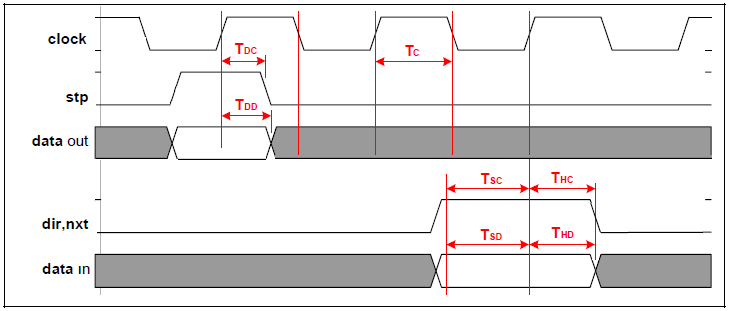 clock
TDC
TC
stp
TDD
data out
TSC
THC
dir,nxt
TSD
THD
data in